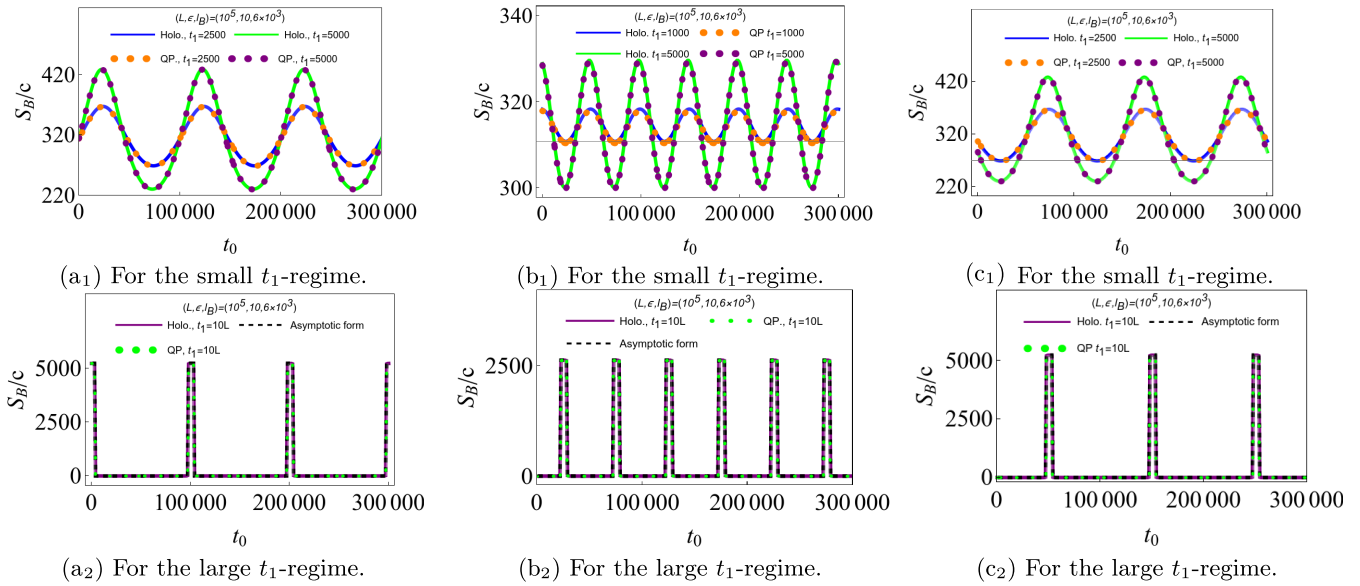 (L,ϵ,l_B)=(10^5,10,6×10^3)
Holo., t_1=2500 Holo., t_1=5000
QP., t_1=2500 QP., t_1=5000
S_B/c
420
320
220
0 100 000 200 000 300 000
t_0
(a_1) For the small t_1-regime.
(L,ϵ,l_B)=(10^5,10,6×10^3)
Holo., t_1=1000 QP t_1=1000
Holo., t_1=5000 QP t_1=5000
S_B/c
340
320
300
0 100 000 200 000 300 000
t_0
(b_1) For the small t_1-regime.
(L,ϵ,l_B)=(10^5,10,6×10^3)
Holo., t_1=2500 Holo., t_1=5000
QP t_1=2500 QP t_1=5000
S_B/c
420
320
220
0 100 000 200 000 300 000
t_0
(c_1) For the small t_1-regime.
(L,ϵ,l_B)=(10^5,10,6×10^3)
Holo., t_1=10L Asymptotic form
QP, t_1=10L
S_B/c
5000
2500
0
0 100 000 200 000 300 000
t_0
(a_2) For the large t_1-regime.
(L,ϵ,l_B)=(10^5,10,6×10^3)
Holo., t_1=10L QP., t_1=10L
Asymptotic form
S_B/c
2500
0
0 100 000 200 000 300 000
t_0
(b_2) For the large t_1-regime.
(L,ϵ,l_B)=(10^5,10,6×10^3)
Holo. t_1=10L Asymptotic form
QP t_1=10L
S_B/c
5000
2500
0
0 100 000 200 000 300 000
t_0
(c_2) For the large t_1-regime.